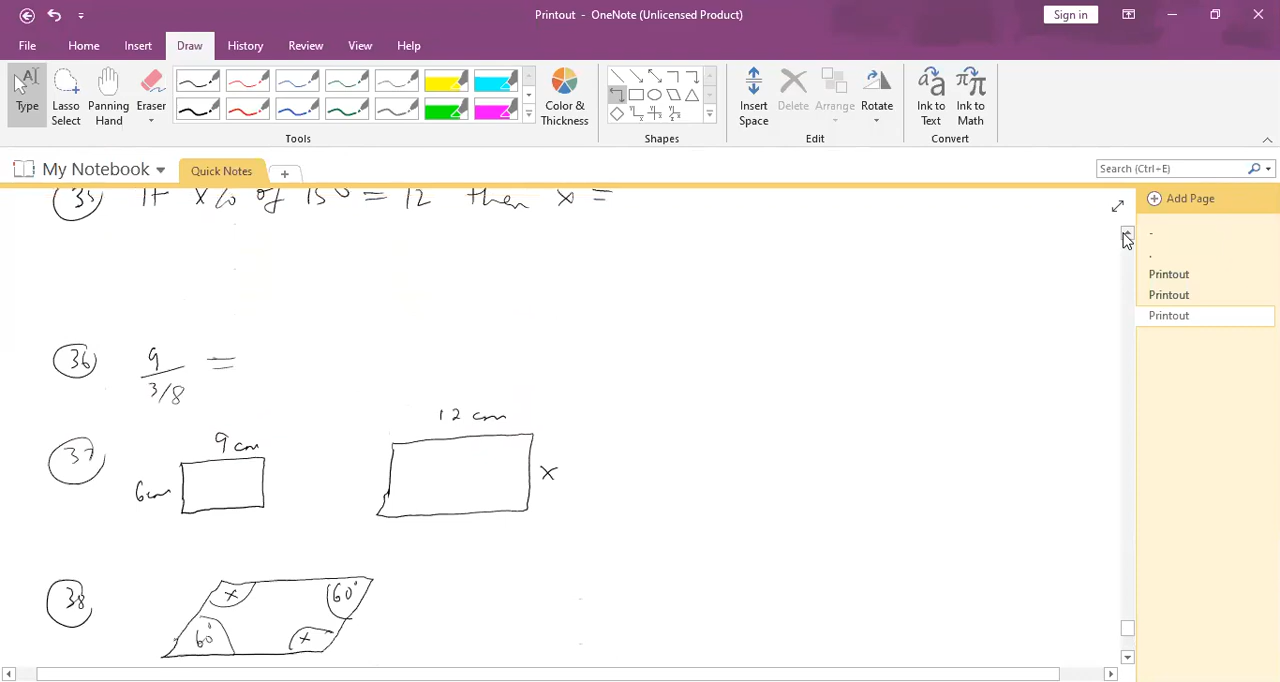 Printout - OneNote (Unlicensed Product)
Sign in
File Home Insert Draw History Review View Help
Type
Lasso Select
Panning Hand
Eraser
Color & Thickness
Insert Space
Delete
Arrange
Rotate
Ink to Text
Ink to Math
Tools
Shapes
Edit
Convert
My Notebook
Quick Notes
Search (Ctrl+E)
Add Page
-
.
Printout
Printout
Printout
35 If x% of 150 = 12 then x =
36 9 / 3/8 =
37 9 cm 12 cm
6cm x
38 x 60°
60° x